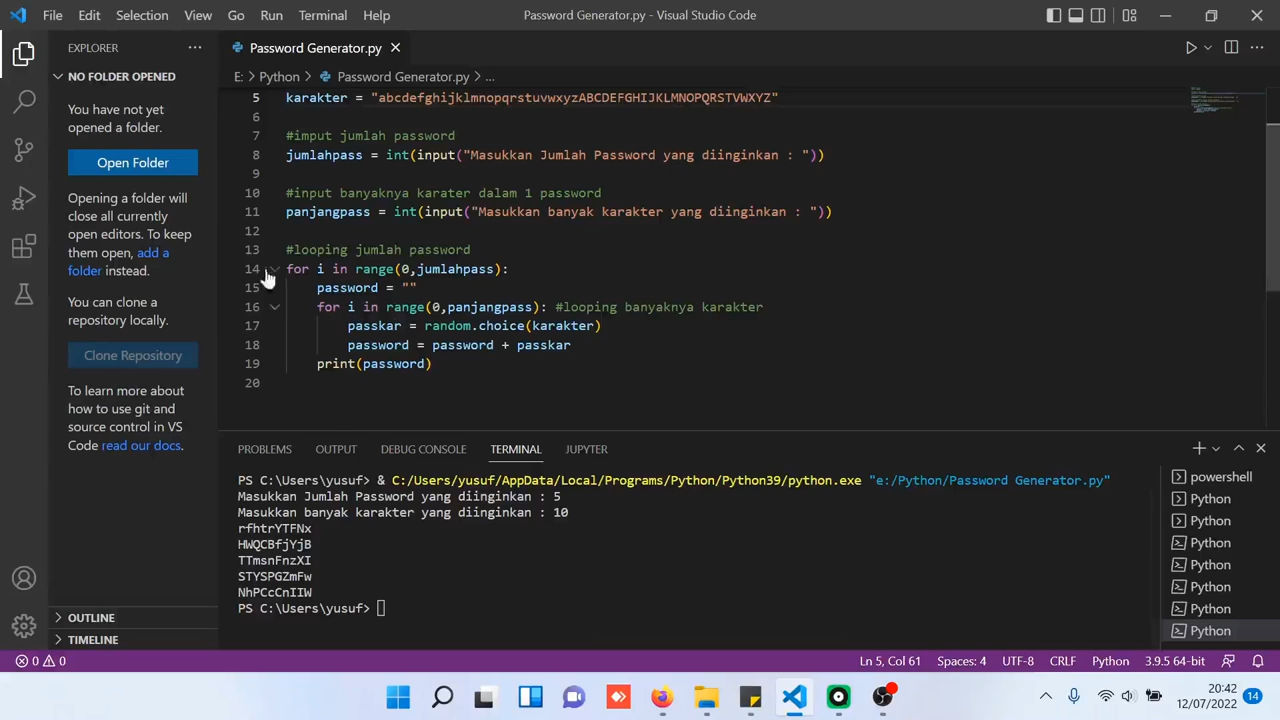 File Edit Selection View Go Run Terminal Help Password Generator.py - Visual Studio Code
EXPLORER
NO FOLDER OPENED
You have not yet
opened a folder.
Open Folder
Opening a folder will
close all currently
open editors. To keep
them open, add a
folder instead.
You can clone a
repository locally.
Clone Repository
To learn more about
how to use git and
source control in VS
Code read our docs.
OUTLINE
TIMELINE
Password Generator.py
E: > Python > Password Generator.py > ...
5 karakter = "abcdefghijklmnopqrstuvwxyzABCDEFGHIJKLMNOPQRSTVWXYZ"
6
7 #imput jumlah password
8 jumlahpass = int(input("Masukkan Jumlah Password yang diinginkan : "))
9
10 #input banyaknya karater dalam 1 password
11 panjangpass = int(input("Masukkan banyak karakter yang diinginkan : "))
12
13 #looping jumlah password
14 for i in range(0,jumlahpass):
15 password = ""
16 for i in range(0,panjangpass): #looping banyaknya karakter
17 passkar = random.choice(karakter)
18 password = password + passkar
19 print(password)
20
PROBLEMS OUTPUT DEBUG CONSOLE TERMINAL JUPYTER
PS C:\Users\yusuf> & C:/Users/yusuf/AppData/Local/Programs/Python/Python39/python.exe "e:/Python/Password Generator.py"
Masukkan Jumlah Password yang diinginkan : 5
Masukkan banyak karakter yang diinginkan : 10
rfhtrYTFNx
HWQCBfjYjB
TTmsnFnzXI
STYSPGZmFw
NhPCcCnIIW
PS C:\Users\yusuf>
powershell
Python
Python
Python
Python
Python
Python
Python
0 0 Ln 5, Col 61 Spaces: 4 UTF-8 CRLF Python 3.9.5 64-bit
20:42
12/07/2022
14